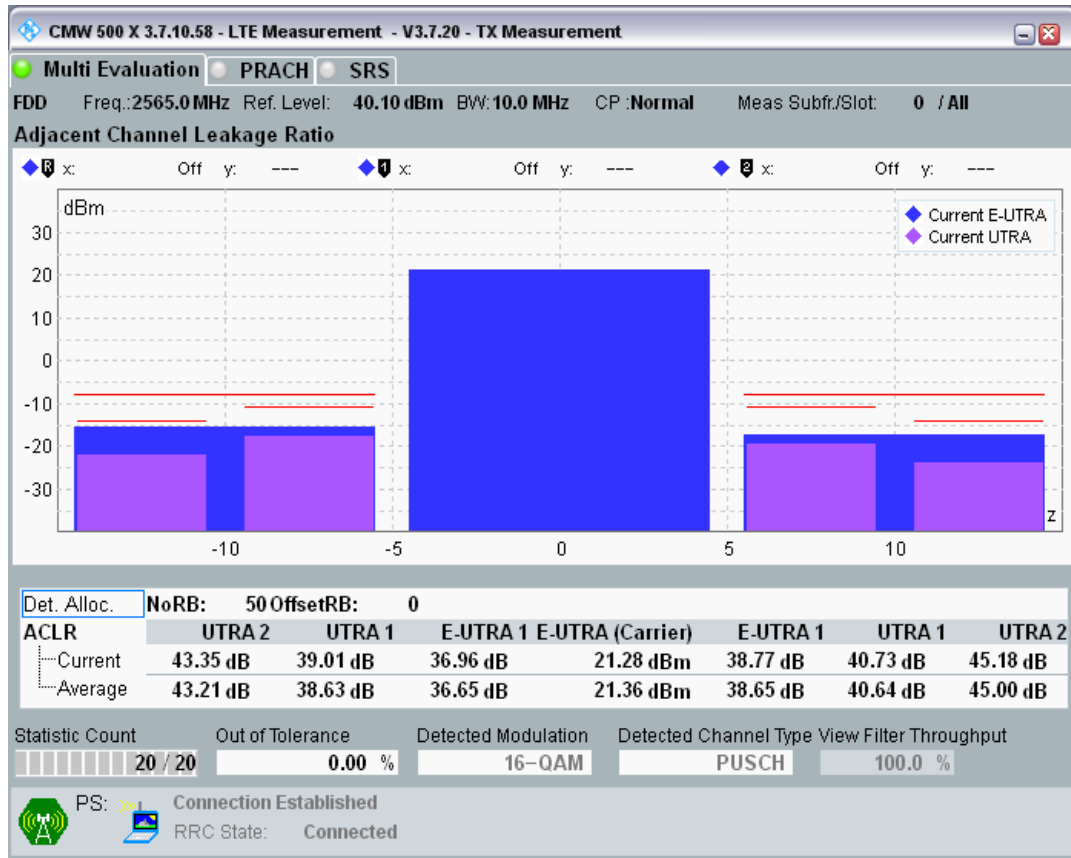 CMW 500 X 3.7.10.58 - LTE Measurement - V3.7.20 - TX Measurement
Multi Evaluation PRACH SRS
FDD Freq.:2565.0 MHz Ref. Level: 40.10 dBm BW:10.0 MHz CP :Normal Meas Subfr./Slot: 0 / All
Adjacent Channel Leakage Ratio
R x: Off y: --- 1 x: Off y: --- 2 x: Off y: ---
dBm
Current E-UTRA
Current UTRA
30
20
10
0
-10
-20
-30
z
-10 -5 0 5 10
Det. Alloc. NoRB: 50 OffsetRB: 0
ACLR UTRA 2 UTRA 1 E-UTRA 1 E-UTRA (Carrier) E-UTRA 1 UTRA 1 UTRA 2
Current 43.35 dB 39.01 dB 36.96 dB 21.28 dBm 38.77 dB 40.73 dB 45.18 dB
Average 43.21 dB 38.63 dB 36.65 dB 21.36 dBm 38.65 dB 40.64 dB 45.00 dB
Statistic Count Out of Tolerance Detected Modulation Detected Channel Type View Filter Throughput
20 / 20 0.00 % 16-QAM PUSCH 100.0 %
PS: Connection Established
RRC State: Connected